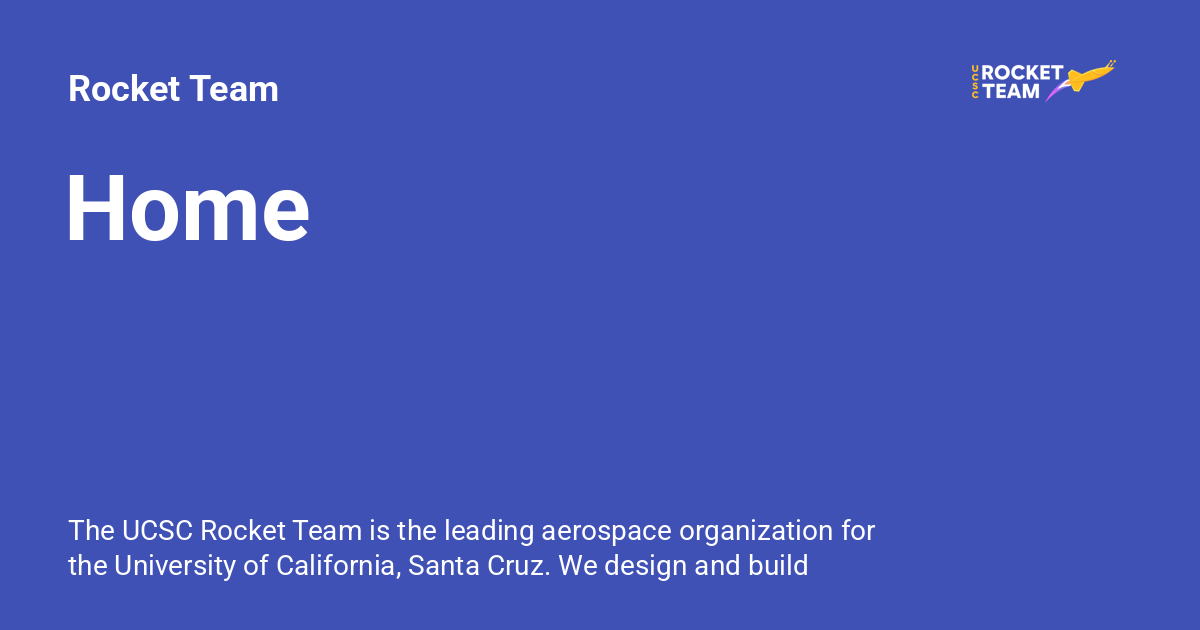 Rocket Team
UCSC
ROCKET
TEAM
Home
The UCSC Rocket Team is the leading aerospace organization for
the University of California, Santa Cruz. We design and build